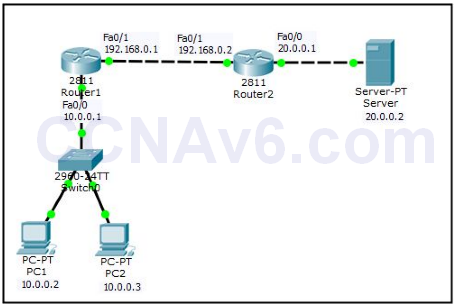 Fa0/1
192.168.0.1
Fa0/1
192.168.0.2
Fa0/0
20.0.0.1
2811
Router1
2811
Router2
Server-PT
Server
20.0.0.2
Fa0/0
10.0.0.1
CCNAv6.com
2960-24TT
Switch0
PC-PT
PC1
10.0.0.2
PC-PT
PC2
10.0.0.3